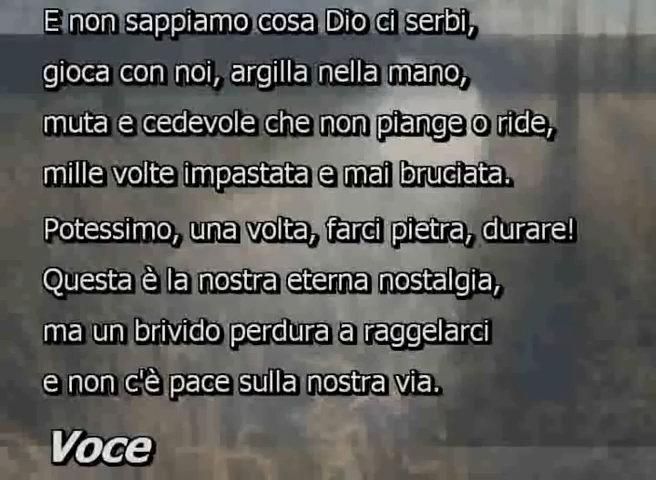 E non sappiamo cosa Dio ci serbi,
gioca con noi, argilla nella mano,
muta e cedevole che non piange o ride,
mille volte impastata e mai bruciata.
Potessimo, una volta, farci pietra, durare!
Questa è la nostra eterna nostalgia,
ma un brivido perdura a raggelarci
e non c'è pace sulla nostra via.
Voce